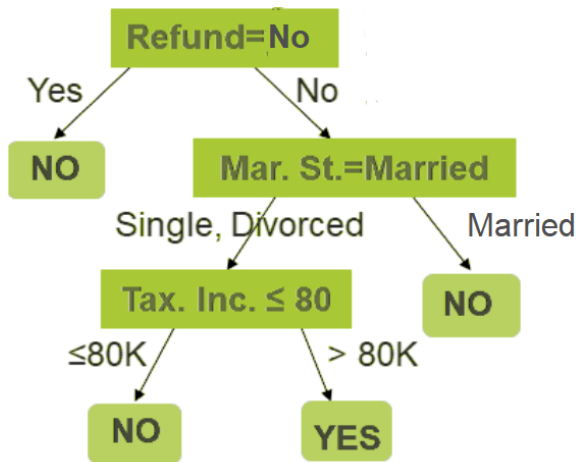 Refund=No
Yes
No
NO
Mar. St.=Married
Single, Divorced
Married
Tax. Inc. ≤ 80
NO
≤80K
> 80K
NO
YES